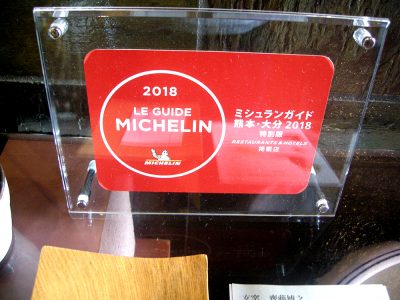 2018
LE GUIDE
MICHELIN
MICHELIN
ミシュランガイド
熊本・大分 2018
特別版
RESTAURANTS & HOTELS
掲載店